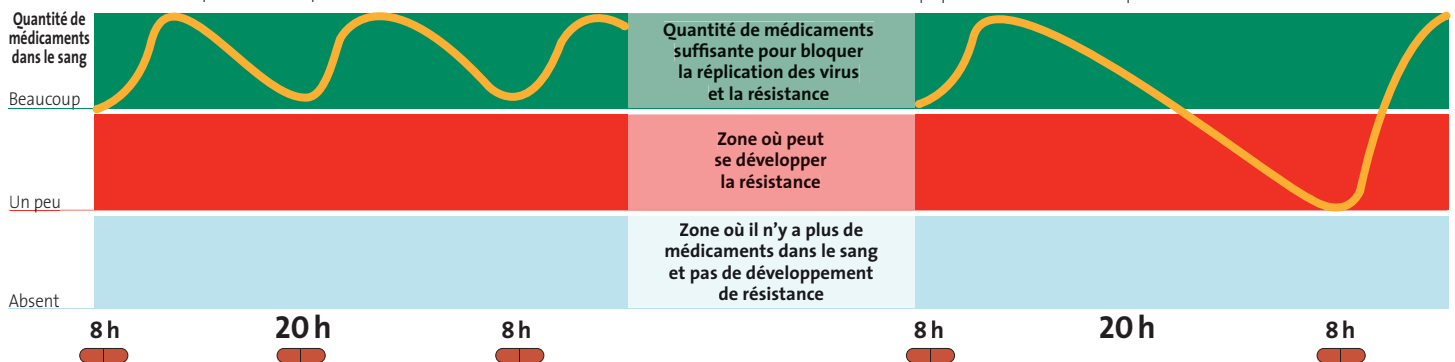 Quantité de
médicaments
dans le sang
Beaucoup
Un peu
Absent
Quantité de médicaments
suffisante pour bloquer
la réplication des virus
et la résistance
Zone où peut
se développer
la résistance
Zone où il n’y a plus de
médicaments dans le sang
et pas de développement
de résistance
8 h
20 h
8 h
8 h
20 h
8 h